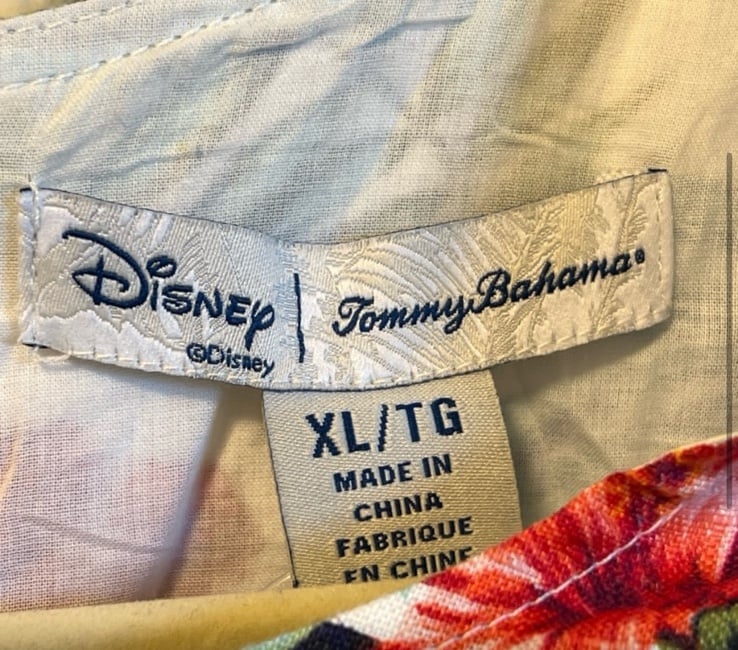 Disney | Tommy Bahama®
©Disney
XL/TG
MADE IN
CHINA
FABRIQUE
EN CHINE